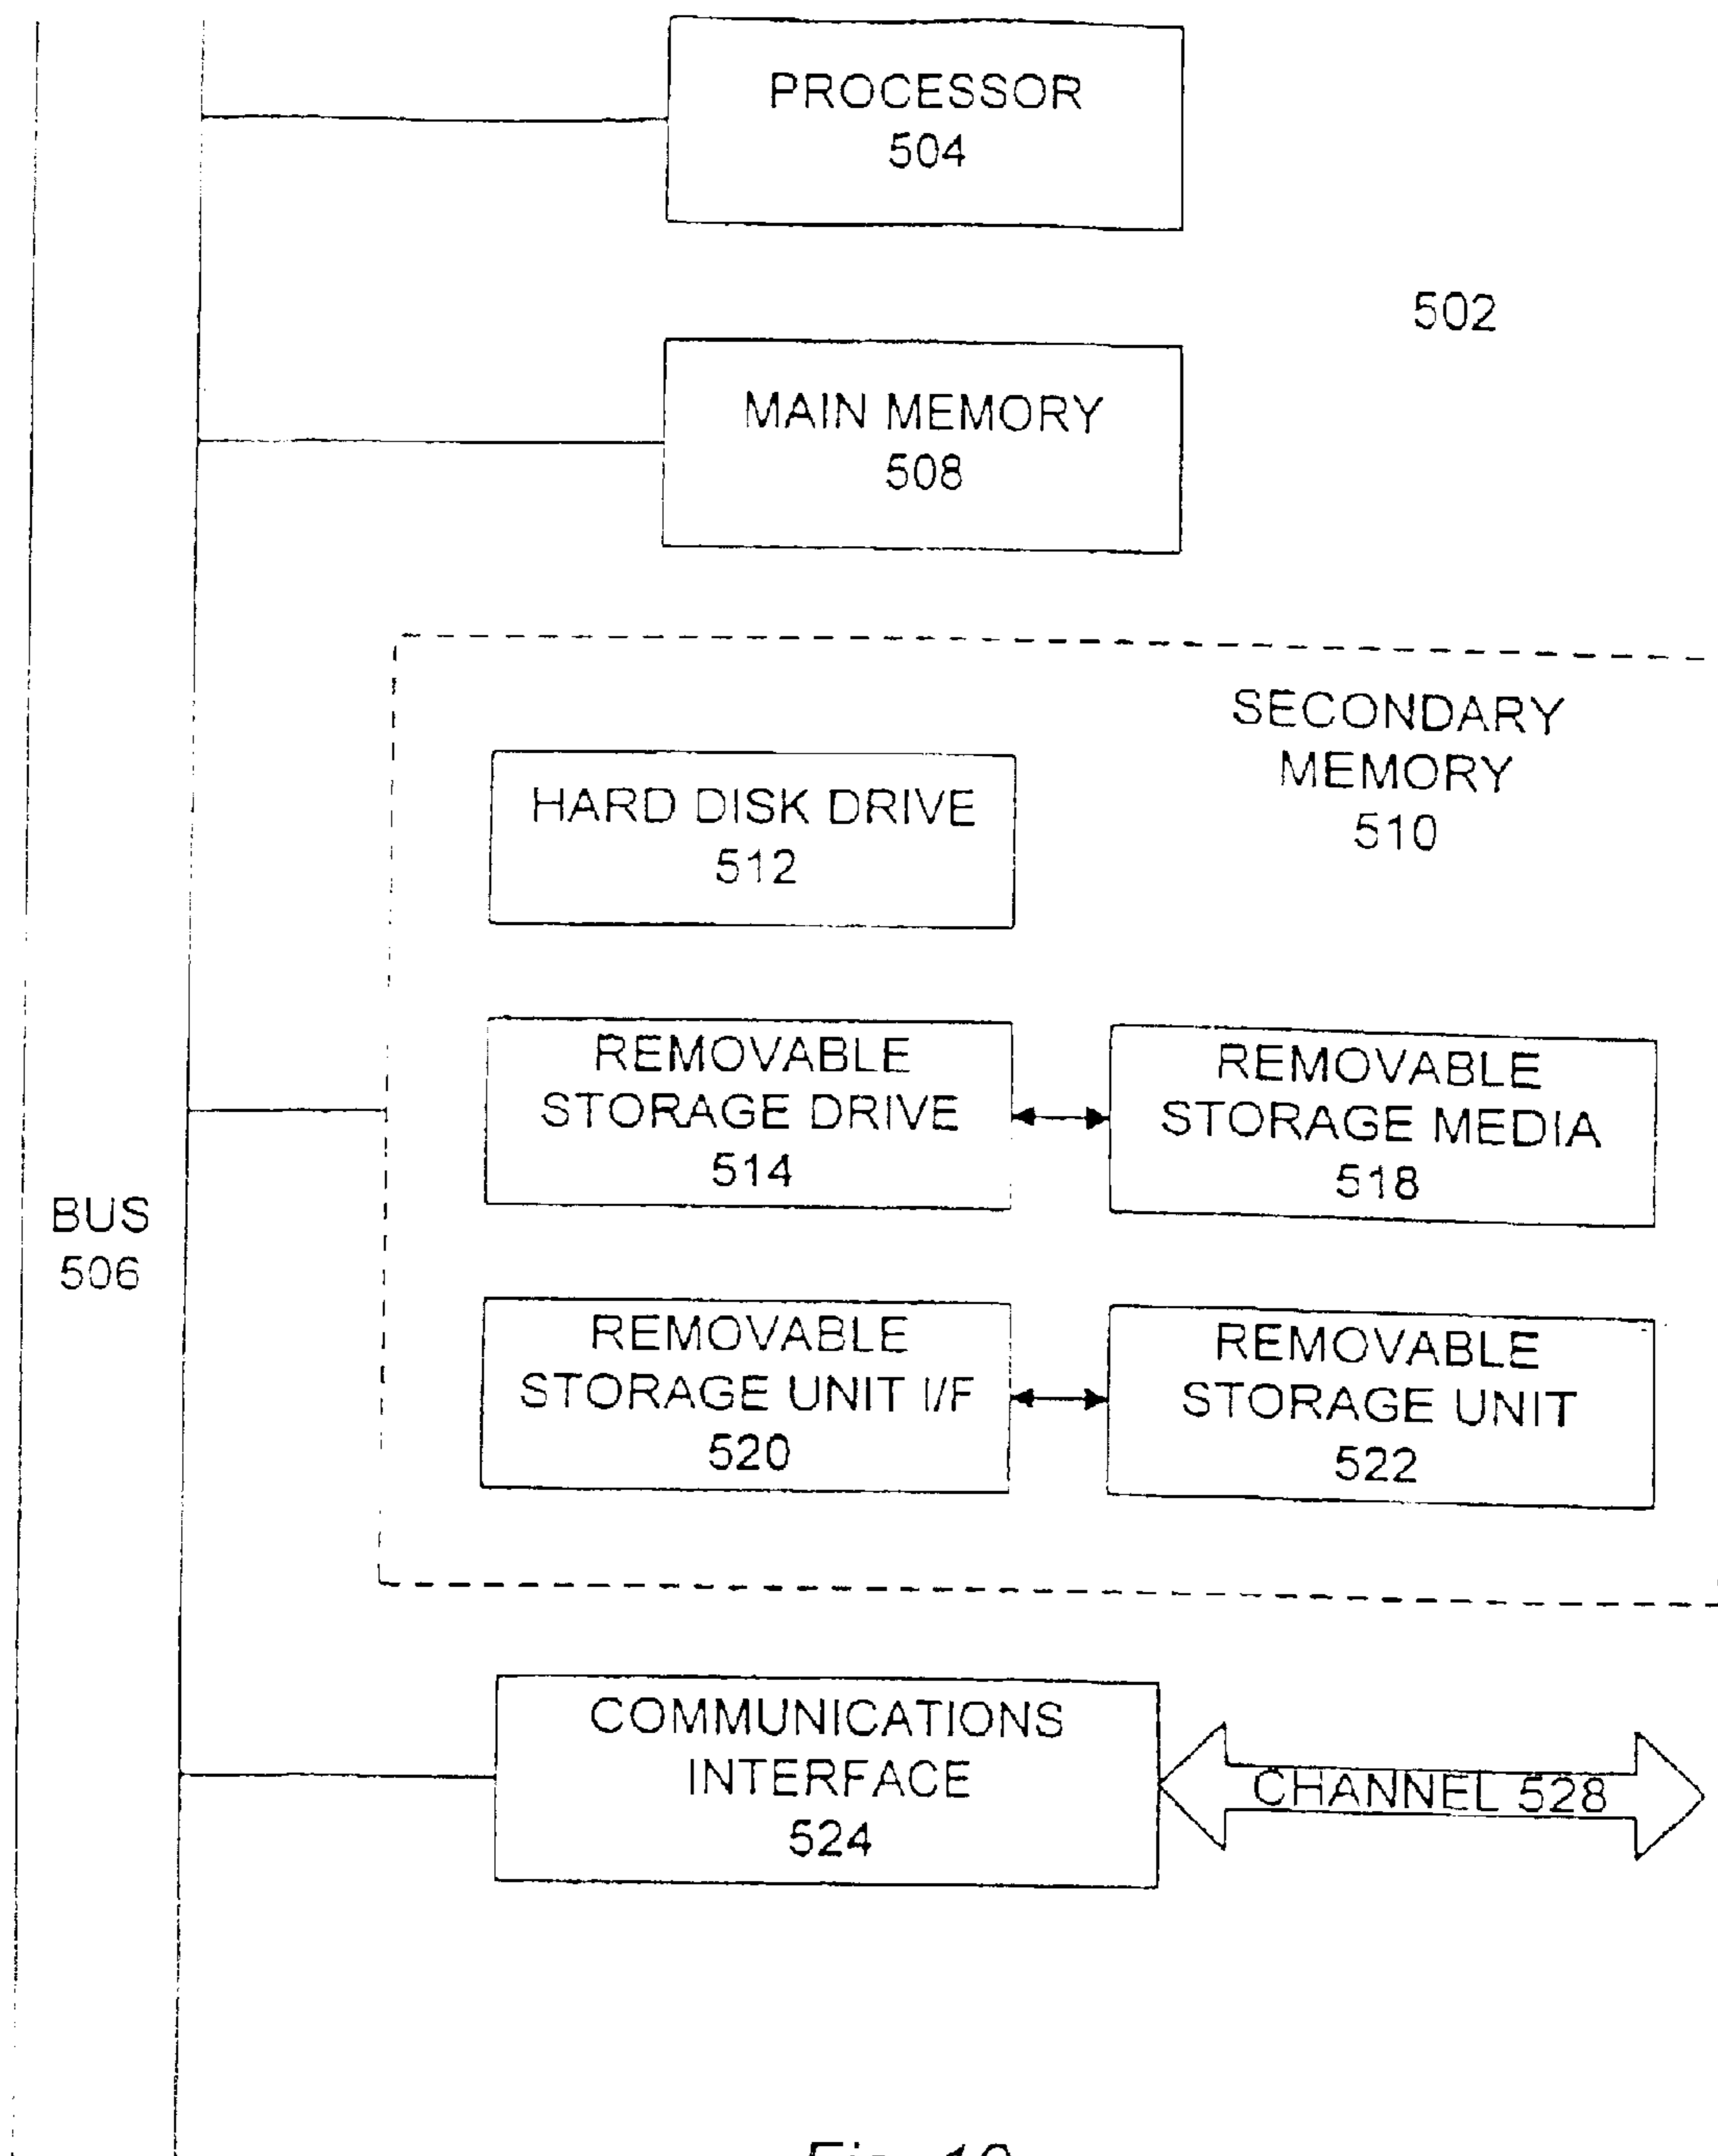 PROCESSOR
504
502
MAIN MEMORY
508
SECONDARY
MEMORY
510
HARD DISK DRIVE
512
REMOVABLE
STORAGE DRIVE
514
REMOVABLE
STORAGE MEDIA
518
BUS
506
REMOVABLE
STORAGE UNIT I/F
520
REMOVABLE
STORAGE UNIT
522
COMMUNICATIONS
INTERFACE
524
CHANNEL 528
Fig.